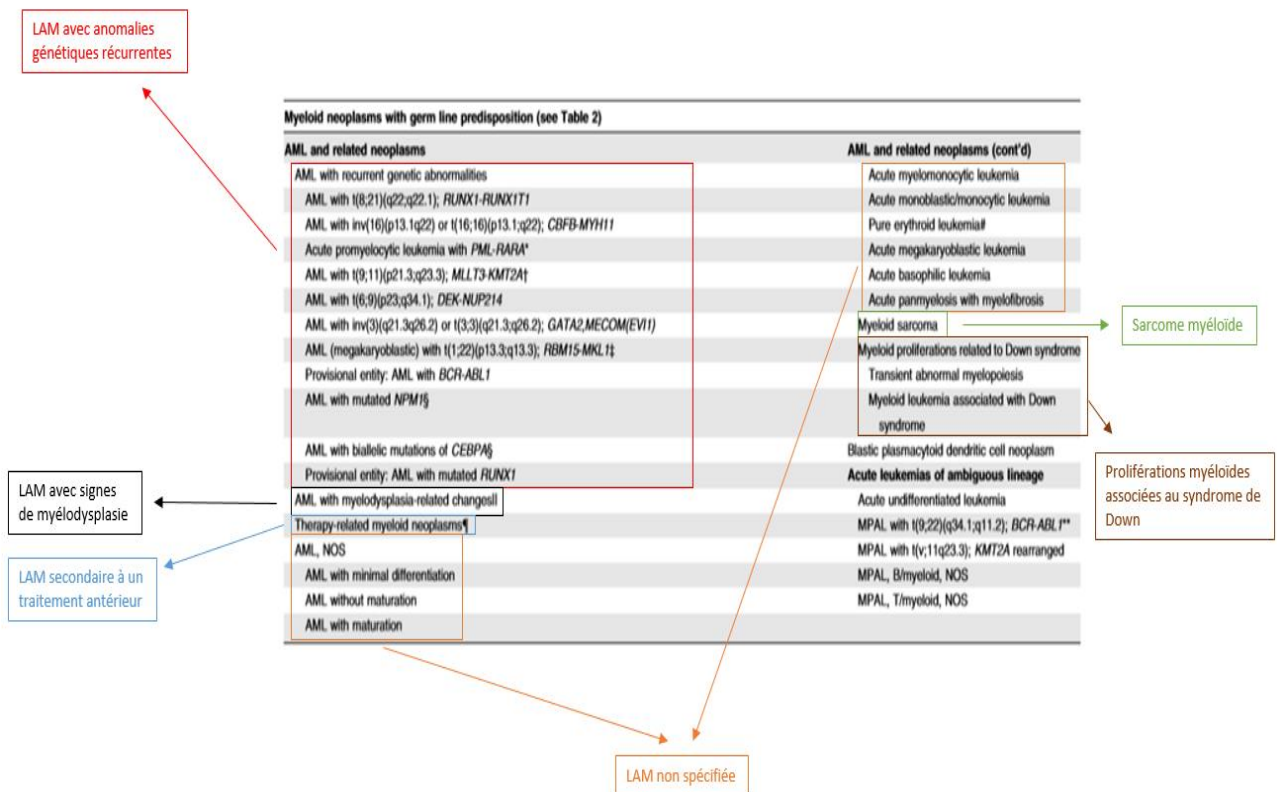 LAM avec anomalies
génétiques récurrentes
Myeloid neoplasms with germ line predisposition (see Table 2)
AML and related neoplasms
AML with recurrent genetic abnormalities
AML with t(8;21)(q22;q22.1); RUNX1-RUNX1T1
AML with inv(16)(p13.1q22) or t(16;16)(p13.1;q22); CBFB-MYH11
Acute promyelocytic leukemia with PML-RARA*
AML with t(9;11)(p21.3;q23.3); MLLT3-KMT2A†
AML with t(6;9)(p23;q34.1); DEK-NUP214
AML with inv(3)(q21.3q26.2) or t(3;3)(q21.3;q26.2); GATA2,MECOM(EVI1)
AML (megakaryoblastic) with t(1;22)(p13.3;q13.3); RBM15-MKL1‡
Provisional entity: AML with BCR-ABL1
AML with mutated NPM1§
AML with biallelic mutations of CEBPA§
Provisional entity: AML with mutated RUNX1
AML with myelodysplasia-related changes||
Therapy-related myeloid neoplasms¶
AML, NOS
AML with minimal differentiation
AML without maturation
AML with maturation
AML and related neoplasms (cont'd)
Acute myelomonocytic leukemia
Acute monoblastic/monocytic leukemia
Pure erythroid leukemia#
Acute megakaryoblastic leukemia
Acute basophilic leukemia
Acute panmyelosis with myelofibrosis
Myeloid sarcoma
Myeloid proliferations related to Down syndrome
Transient abnormal myelopoiesis
Myeloid leukemia associated with Down
syndrome
Blastic plasmacytoid dendritic cell neoplasm
Acute leukemias of ambiguous lineage
Acute undifferentiated leukemia
MPAL with t(9;22)(q34.1;q11.2); BCR-ABL1**
MPAL with t(v;11q23.3); KMT2A rearranged
MPAL, B/myeloid, NOS
MPAL, T/myeloid, NOS
Sarcome myéloïde
Proliférations myéloïdes
associées au syndrome de
Down
LAM avec signes
de myélodysplasie
LAM secondaire à un
traitement antérieur
LAM non spécifiée